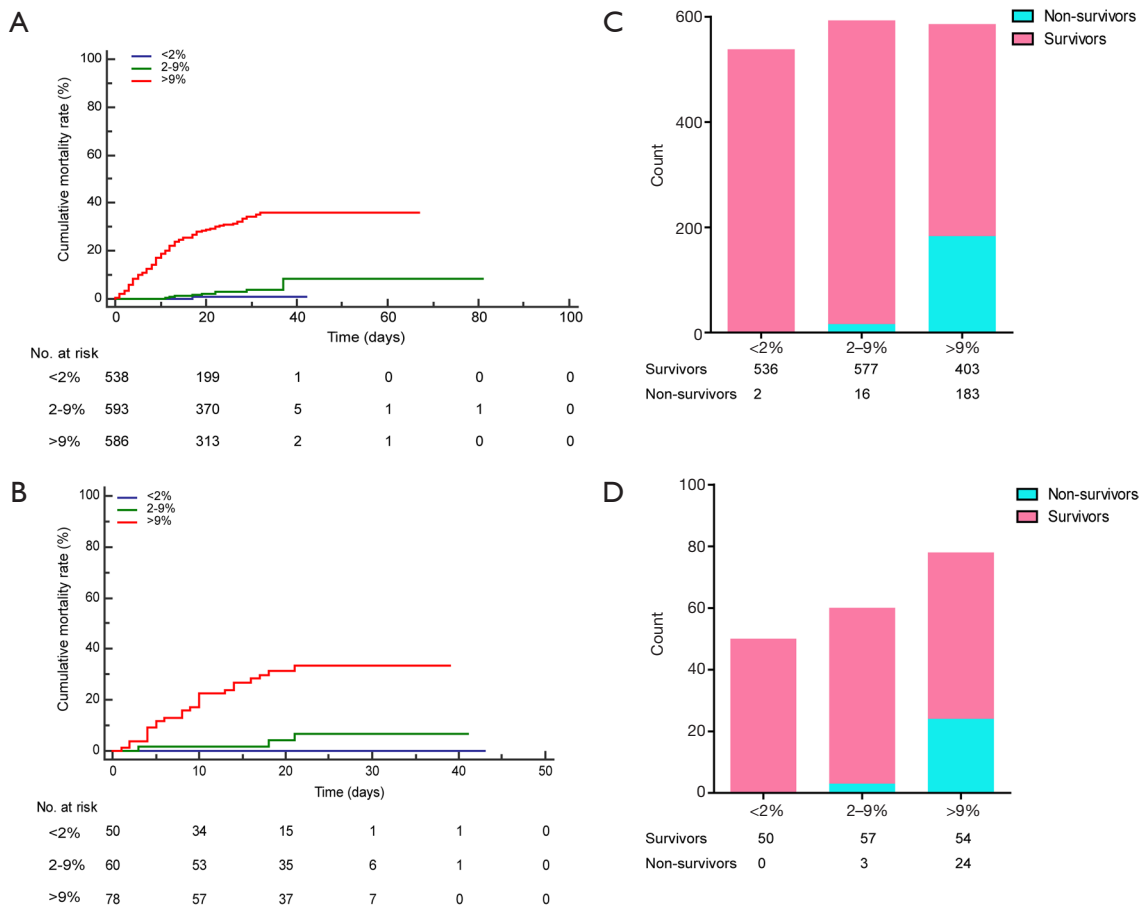 A
<2%
2-9%
>9%
100
80
60
40
20
0
Cumulative mortality rate (%)
0 20 40 60 80 100
Time (days)
No. at risk
<2% 538 199 1 0 0 0
2-9% 593 370 5 1 1 0
>9% 586 313 2 1 0 0
C
Non-survivors
Survivors
600
400
200
0
Count
<2% 2–9% >9%
Survivors 536 577 403
Non-survivors 2 16 183
B
<2%
2-9%
>9%
100
80
60
40
20
0
Cumulative mortality rate (%)
0 10 20 30 40 50
Time (days)
No. at risk
<2% 50 34 15 1 1 0
2-9% 60 53 35 6 1 0
>9% 78 57 37 7 0 0
D
Non-survivors
Survivors
100
80
60
40
20
0
Count
<2% 2–9% >9%
Survivors 50 57 54
Non-survivors 0 3 24